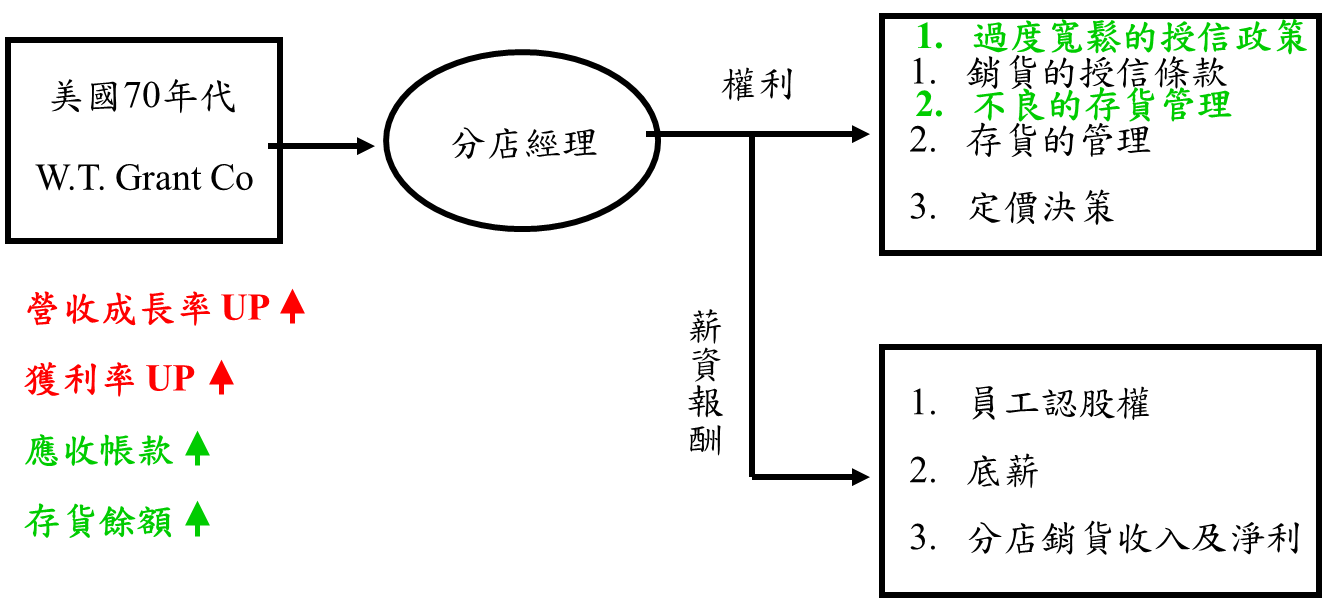 美國70年代
W.T. Grant Co
分店經理
權利
1. 過度寬鬆的授信政策
1. 銷貨的授信條款
2. 不良的存貨管理
2. 存貨的管理
3. 定價決策
營收成長率 UP
獲利率 UP
應收帳款
存貨餘額
薪資報酬
1. 員工認股權
2. 底薪
3. 分店銷貨收入及淨利